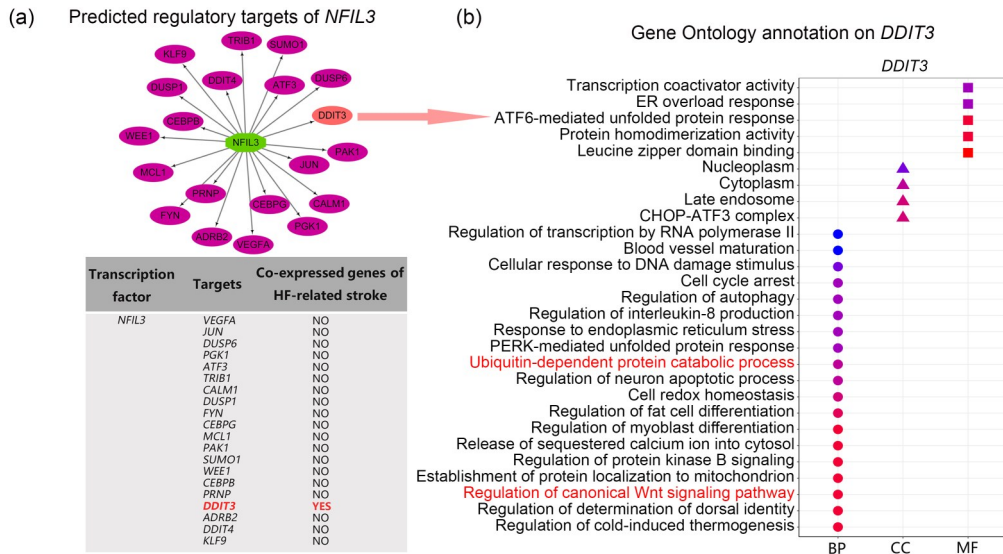 (a)
Predicted regulatory targets of NFIL3
TRIB1
SUMO1
KLF9
DDIT4
ATF3
DUSP6
DUSP1
DDIT3
CEBPB
WEE1
NFIL3
PAK1
JUN
MCL1
PRNP
CEBPG
CALM1
FYN
PGK1
ADRB2
VEGFA
Transcription factor Targets Co-expressed genes of HF-related stroke
NFIL3 VEGFA NO
JUN NO
DUSP6 NO
PGK1 NO
ATF3 NO
TRIB1 NO
CALM1 NO
DUSP1 NO
FYN NO
CEBPG NO
MCL1 NO
PAK1 NO
SUMO1 NO
WEE1 NO
CEBPB NO
PRNP NO
DDIT3 YES
ADRB2 NO
DDIT4 NO
KLF9 NO
(b)
Gene Ontology annotation on DDIT3
DDIT3
Transcription coactivator activity
ER overload response
ATF6-mediated unfolded protein response
Protein homodimerization activity
Leucine zipper domain binding
Nucleoplasm
Cytoplasm
Late endosome
CHOP-ATF3 complex
Regulation of transcription by RNA polymerase II
Blood vessel maturation
Cellular response to DNA damage stimulus
Cell cycle arrest
Regulation of autophagy
Regulation of interleukin-8 production
Response to endoplasmic reticulum stress
PERK-mediated unfolded protein response
Ubiquitin-dependent protein catabolic process
Regulation of neuron apoptotic process
Cell redox homeostasis
Regulation of fat cell differentiation
Regulation of myoblast differentiation
Release of sequestered calcium ion into cytosol
Regulation of protein kinase B signaling
Establishment of protein localization to mitochondrion
Regulation of canonical Wnt signaling pathway
Regulation of determination of dorsal identity
Regulation of cold-induced thermogenesis
BP CC MF